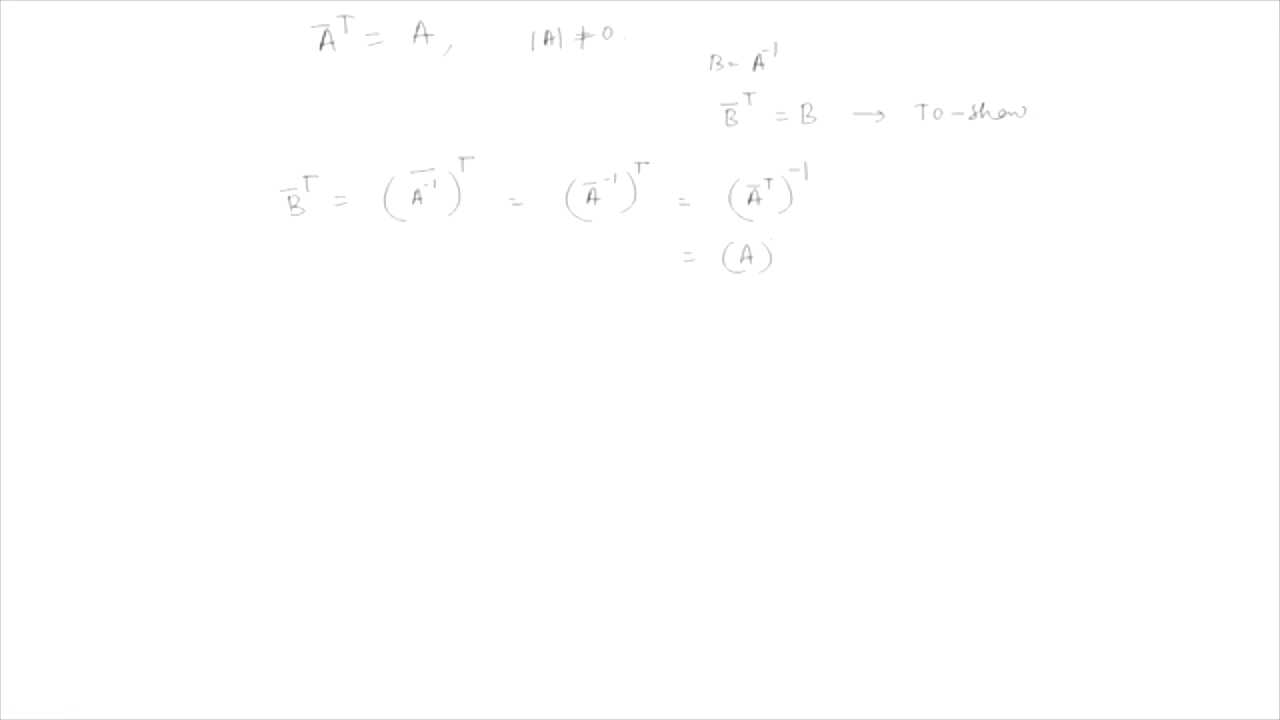 A̅ᵀ = A, |A| ≠ 0.
B = A⁻¹
B̅ᵀ = B → To-show
B̅ᵀ = (A̅⁻̅¹̅)ᵀ = (A̅⁻¹)ᵀ = (A̅ᵀ)⁻¹
= (A)